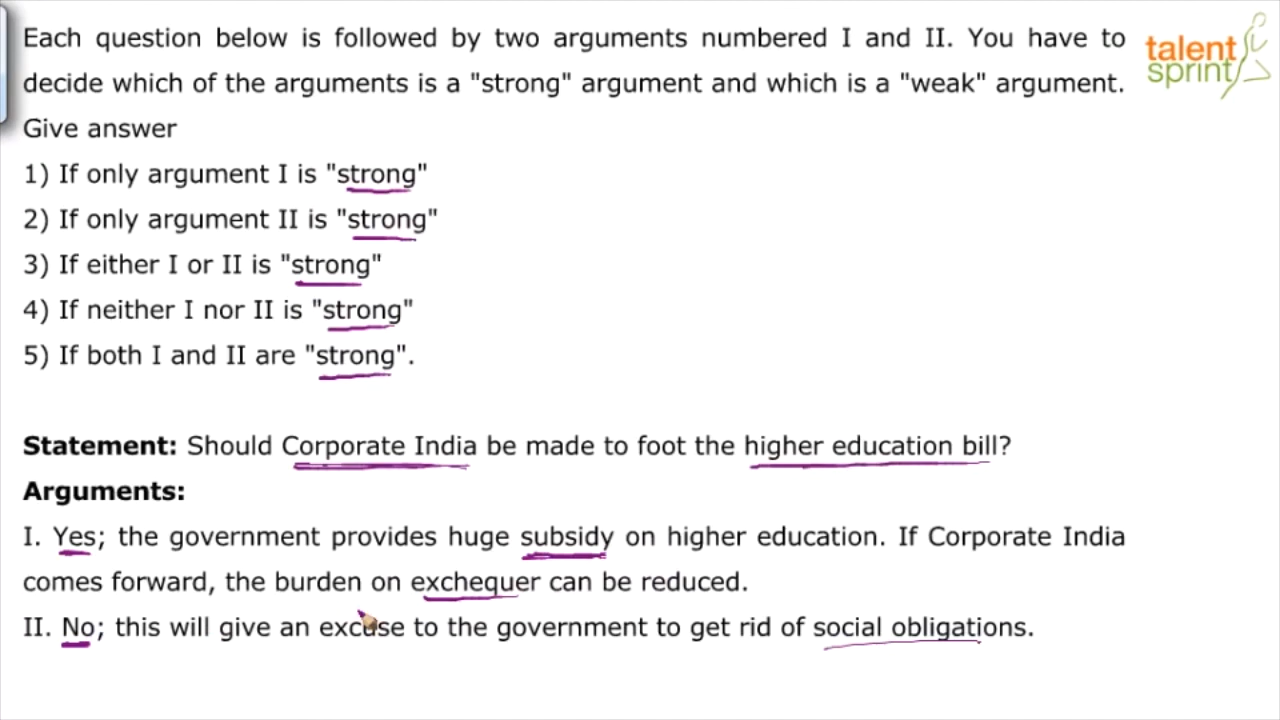 Each question below is followed by two arguments numbered I and II. You have to
talent
sprint
decide which of the arguments is a "strong" argument and which is a "weak" argument.
Give answer
1) If only argument I is "strong"
2) If only argument II is "strong"
3) If either I or II is "strong"
4) If neither I nor II is "strong"
5) If both I and II are "strong".
Statement: Should Corporate India be made to foot the higher education bill?
Arguments:
I. Yes; the government provides huge subsidy on higher education. If Corporate India
comes forward, the burden on exchequer can be reduced.
II. No; this will give an excuse to the government to get rid of social obligations.